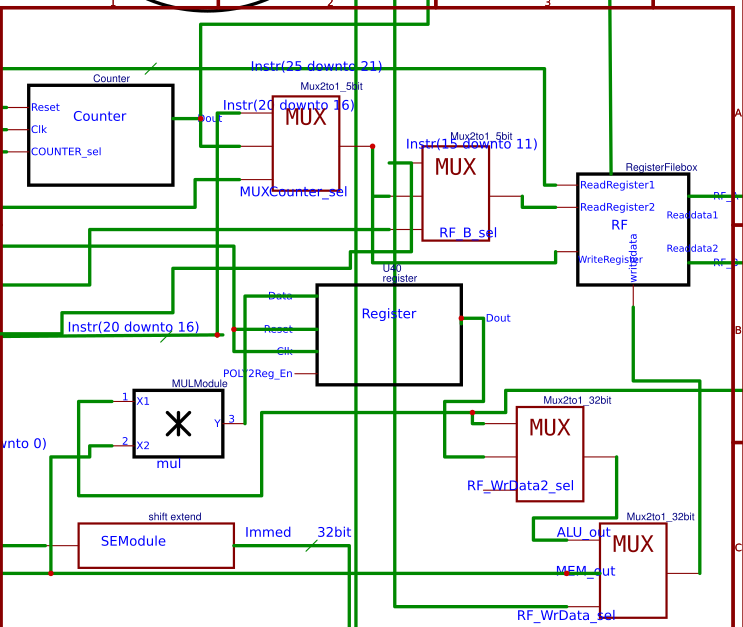 1
2
3
Instr(25 downto 21)
Counter
Mux2to1_5bit
Reset
Counter
Clk
COUNTER_sel
Dout
Instr(20 downto 16)
MUX
MUXCounter_sel
A
Mux2to1_5bit
Instr(15 downto 11)
MUX
RF_B_sel
RegisterFilebox
ReadRegister1
ReadRegister2
RF
WriteRegister
writedata
Readdata1
Readdata2
U40
register
Data
Register
Dout
Reset
Clk
POLY2Reg_En
Instr(20 downto 16)
B
MULModule
1
X1
2
X2
Y
3
mul
wnto 0)
Mux2to1_32bit
MUX
RF_WrData2_sel
shift extend
SEModule
Immed
32bit
Mux2to1_32bit
ALU_out
MUX
MEM_out
RF_WrData_sel
C